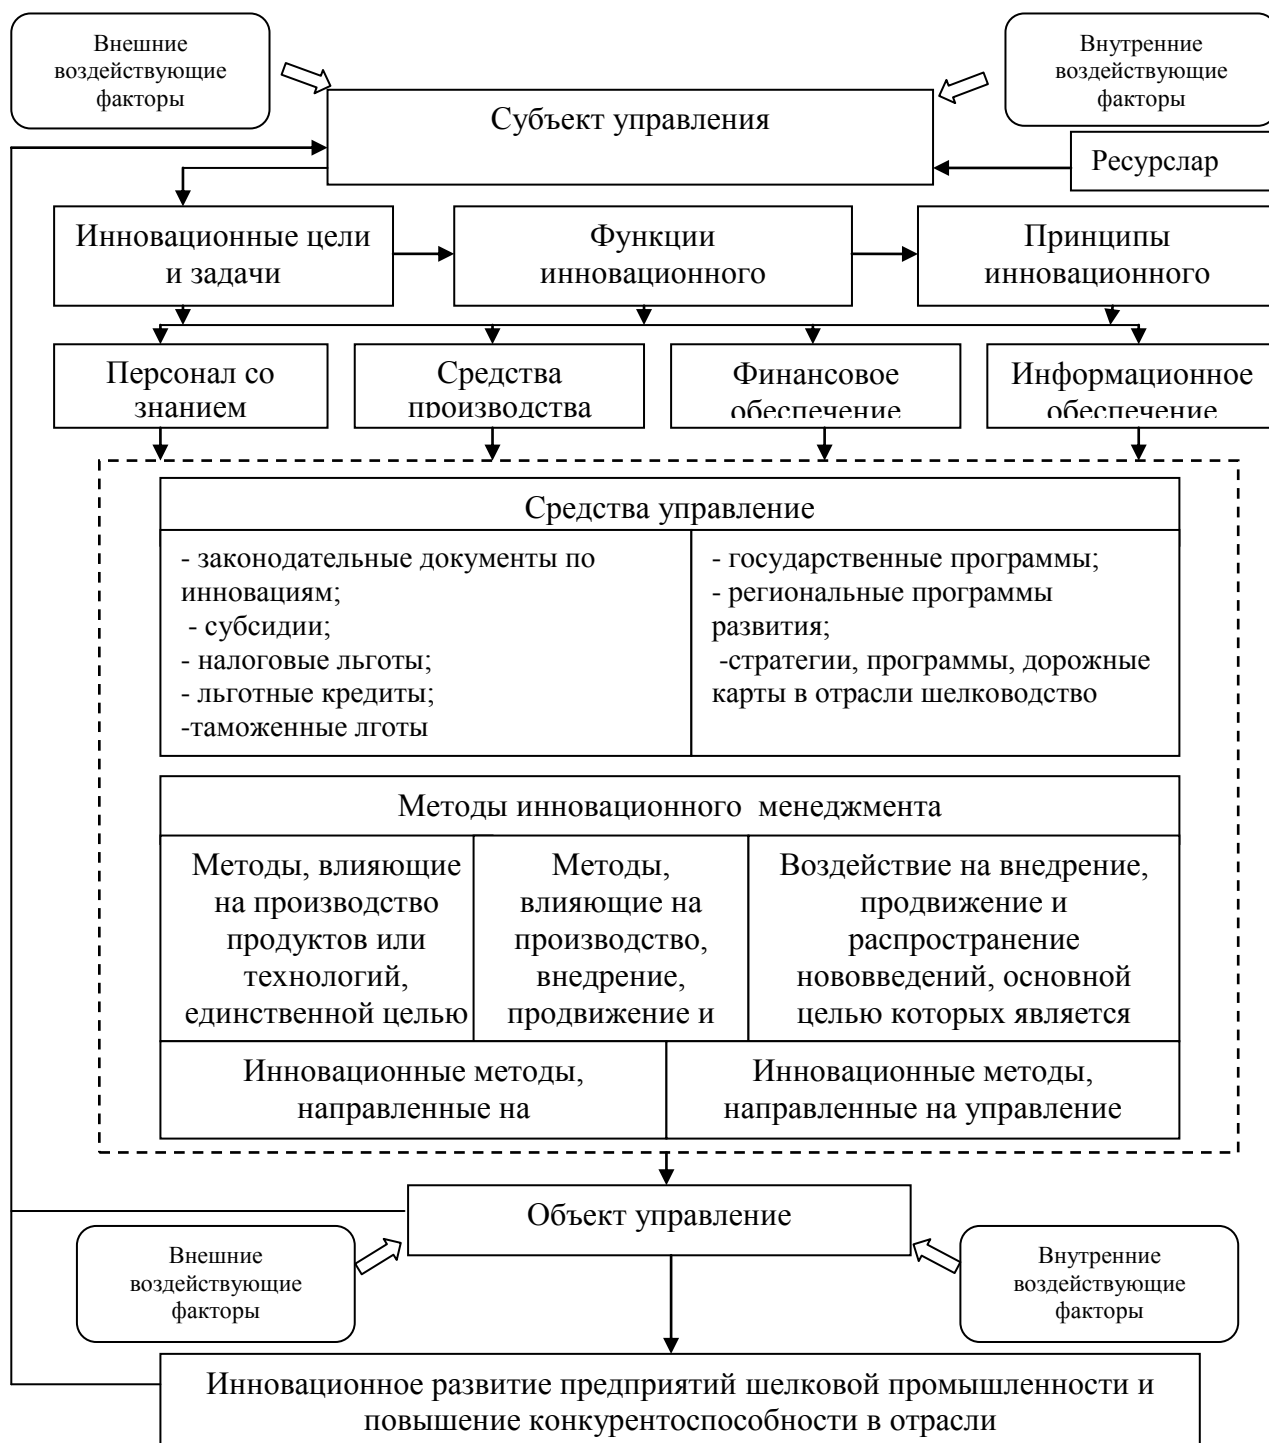 Внешние
воздействующие
факторы
Внутренние
воздействующие
факторы
Субъект управления
Ресурслар
Инновационные цели
и задачи
Функции
инновационного
Принципы
инновационного
Персонал со
знанием
Средства
производства
Финансовое
обеспечение
Информационное
обеспечение
Средства управление
- законодательные документы по
инновациям;
- субсидии;
- налоговые льготы;
- льготные кредиты;
-таможенные лготы
- государственные программы;
- региональные программы
развития;
-стратегии, программы, дорожные
карты в отрасли шелководство
Методы инновационного менеджмента
Методы, влияющие
на производство
продуктов или
технологий,
единственной целью
Методы,
влияющие на
производство,
внедрение,
продвижение и
Воздействие на внедрение,
продвижение и
распространение
нововведений, основной
целью которых является
Инновационные методы,
направленные на
Инновационные методы,
направленные на управление
Объект управление
Внешние
воздействующие
факторы
Внутренние
воздействующие
факторы
Инновационное развитие предприятий шелковой промышленности и
повышение конкурентоспособности в отрасли